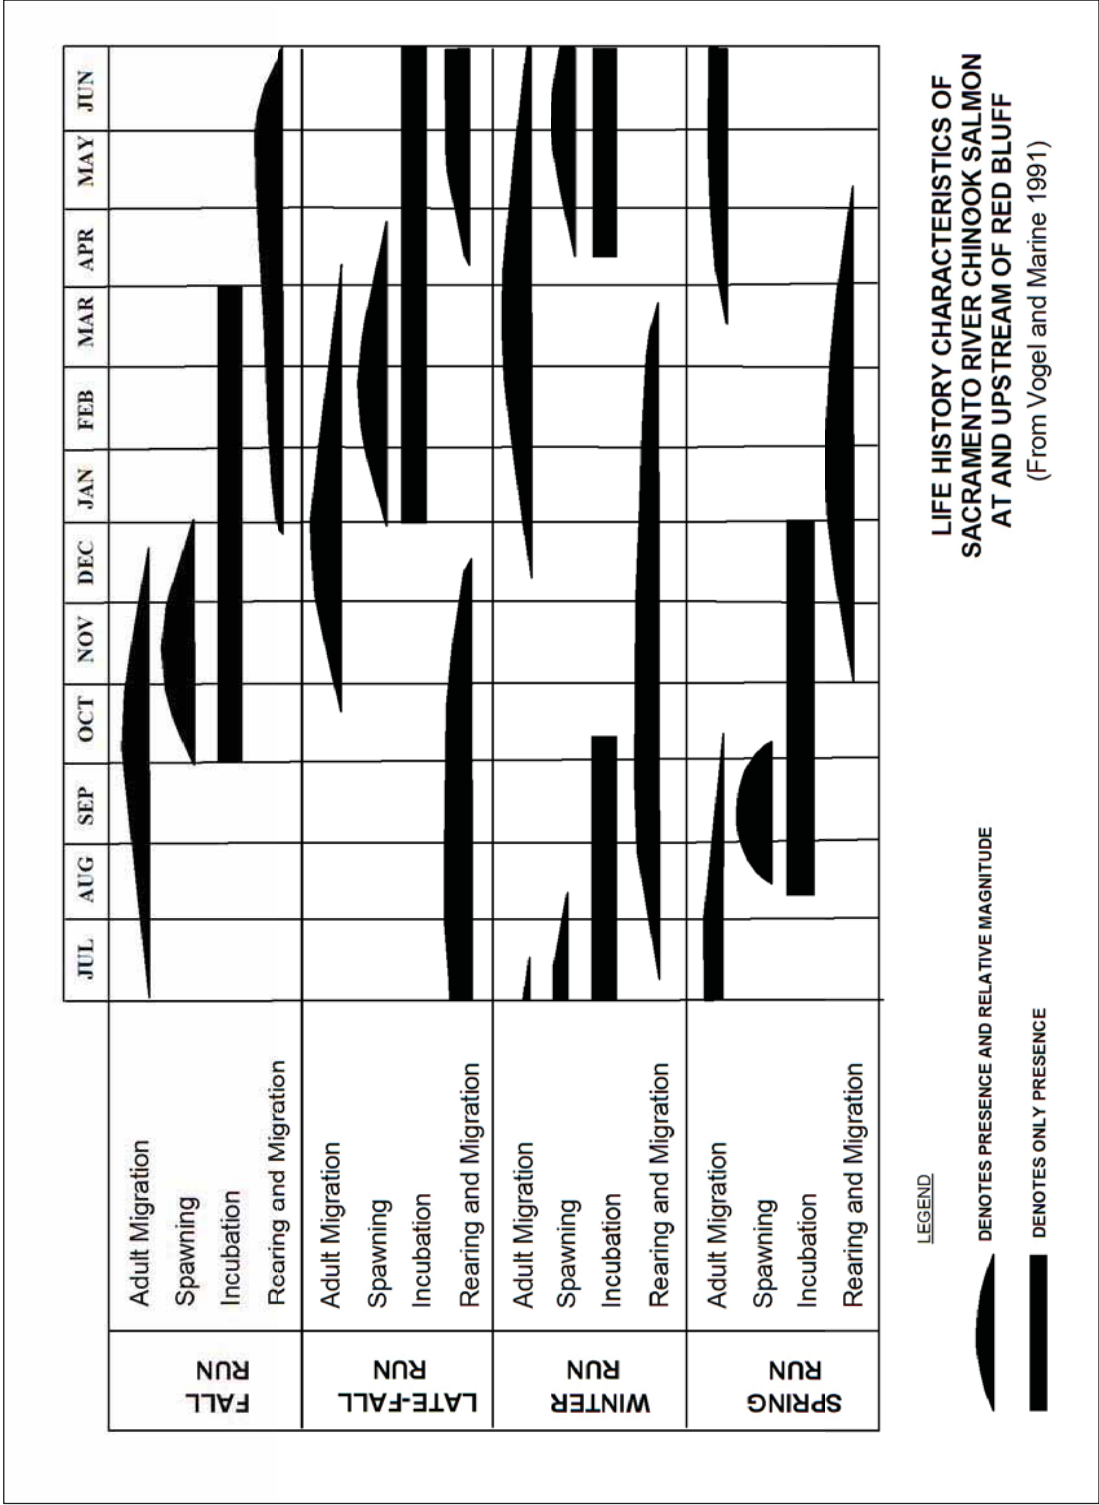 JUL AUG SEP OCT NOV DEC JAN FEB MAR APR MAY JUN
FALL
RUN
Adult Migration
Spawning
Incubation
Rearing and Migration
LATE-FALL
RUN
Adult Migration
Spawning
Incubation
Rearing and Migration
WINTER
RUN
Adult Migration
Spawning
Incubation
Rearing and Migration
SPRING
RUN
Adult Migration
Spawning
Incubation
Rearing and Migration
LEGEND
DENOTES PRESENCE AND RELATIVE MAGNITUDE
DENOTES ONLY PRESENCE
LIFE HISTORY CHARACTERISTICS OF
SACRAMENTO RIVER CHINOOK SALMON
AT AND UPSTREAM OF RED BLUFF
(From Vogel and Marine 1991)